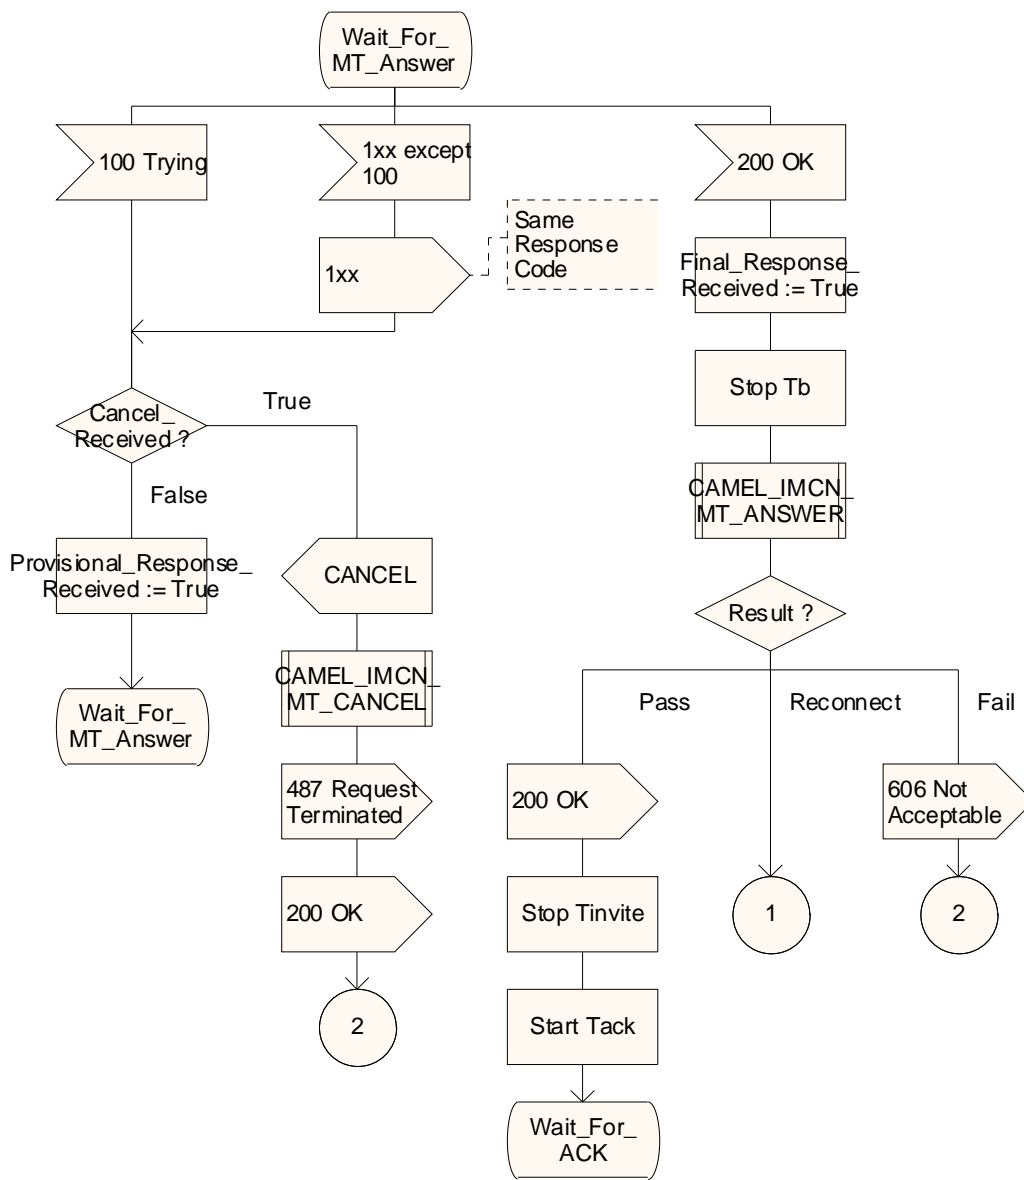 Wait_For_
MT_Answer
100 Trying
1xx except
100
200 OK
1xx
Same
Response
Code
Final_Response_
Received := True
Stop Tb
Cancel_
Received ?
True
False
CAMEL_IMCN_
MT_ANSWER
Provisional_Response_
Received := True
CANCEL
Result ?
CAMEL_IMCN_
MT_CANCEL
Pass
Reconnect
Fail
Wait_For_
MT_Answer
487 Request
Terminated
200 OK
606 Not
Acceptable
200 OK
Stop Tinvite
1
2
2
Start Tack
Wait_For_
ACK